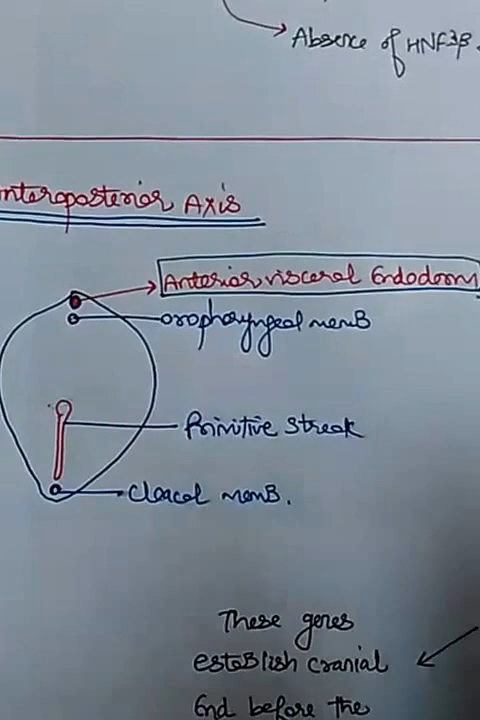 Absence of HNF3β.
nteroposterior Axis
Anterior visceral Endodorm
oropharyngeal memB
Primitive streak
Cloacal memB.
These genes
establish cranial
End before the